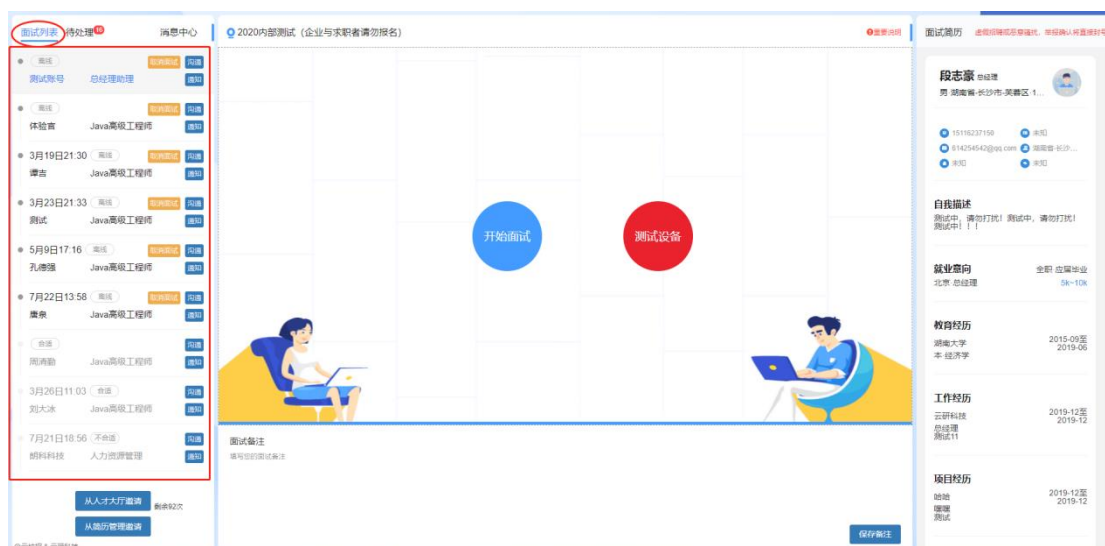 面试列表 待处理 消息中心
2020内部测试（企业与求职者请勿报名）
重要说明
面试简历
离线 取消面试 沟通
测试账号 总经理助理 通知
离线 取消面试 沟通
体验官 Java高级工程师 通知
3月19日21:30 离线 取消面试 沟通
谭吉 Java高级工程师 通知
3月23日21:33 离线 取消面试 沟通
测试 Java高级工程师 通知
5月9日17:16 离线 取消面试 沟通
孔德强 Java高级工程师 通知
7月22日13:58 离线 取消面试 沟通
唐泉 Java高级工程师 通知
合适 沟通
周清勤 Java高级工程师 通知
3月26日11:03 合适 沟通
刘大冰 Java高级工程师 通知
7月21日18:56 不合适 沟通
胡科科技 人力资源管理 通知
从人才大厅邀请 剩余92次
从简历管理邀请
开始面试
测试设备
面试备注
填写您的面试备注
保存备注
段志豪 总经理
男·湖南省-长沙市-芙蓉区·1...
15116237150 未知
814254542@qq.com 湖南省-长沙...
未知 未知
自我描述
测试中，请勿打扰！测试中，请勿打扰！
测试中！！！
就业意向 全职·应届毕业
北京·总经理 5k~10k
教育经历
湖南大学 2015-09至
2019-06
本·经济学
工作经历
云研科技 2019-12至
2019-12
总经理
测试11
项目经历
哈哈 2019-12至
2019-12
嘿嘿
测试